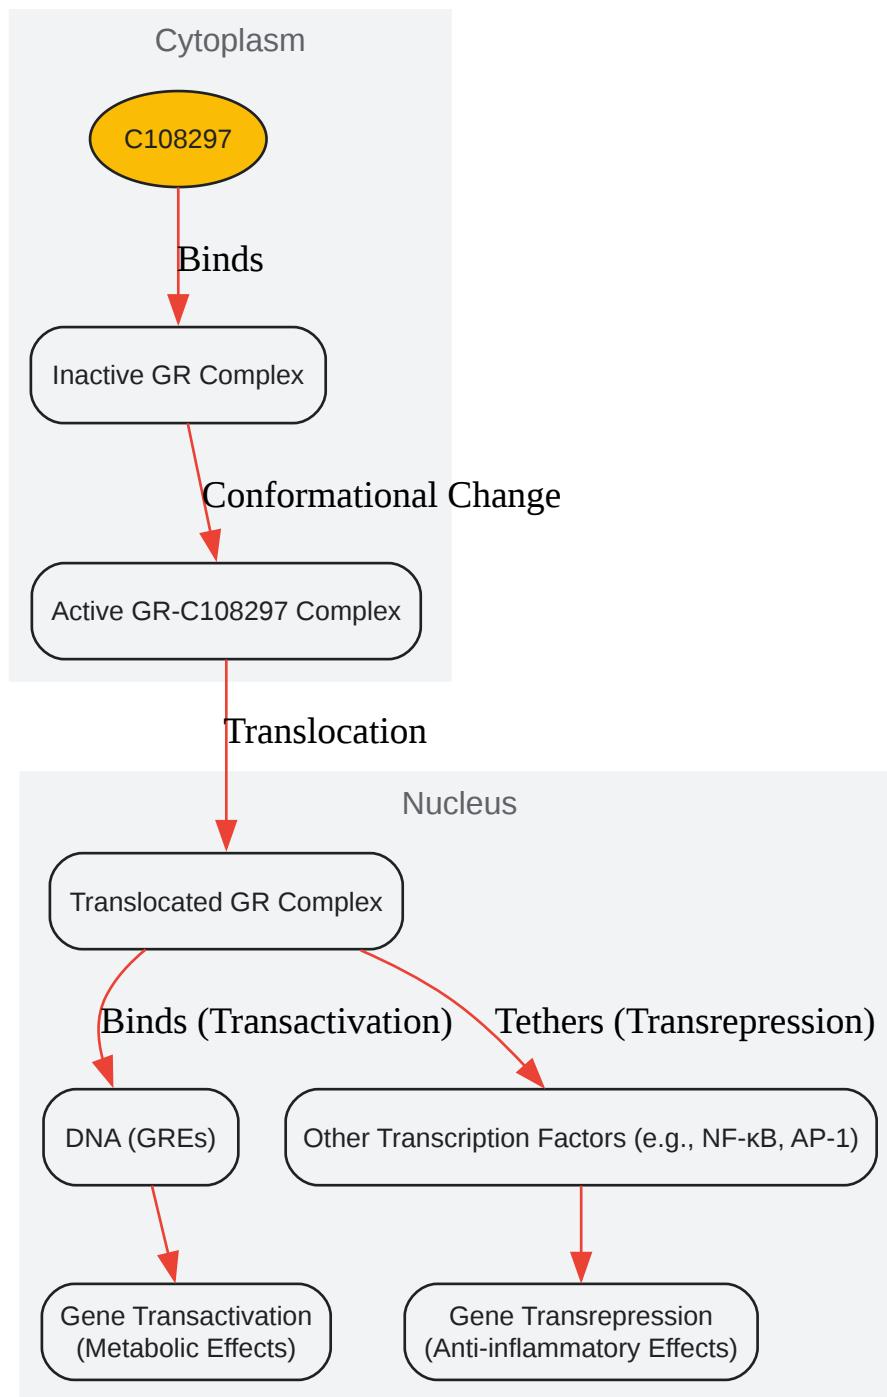 Cytoplasm
C108297
Binds
Inactive GR Complex
Conformational Change
Active GR-C108297 Complex
Translocation
Nucleus
Translocated GR Complex
Binds (Transactivation)
Tethers (Transrepression)
DNA (GREs)
Other Transcription Factors (e.g., NF-κB, AP-1)
Gene Transactivation
(Metabolic Effects)
Gene Transrepression
(Anti-inflammatory Effects)